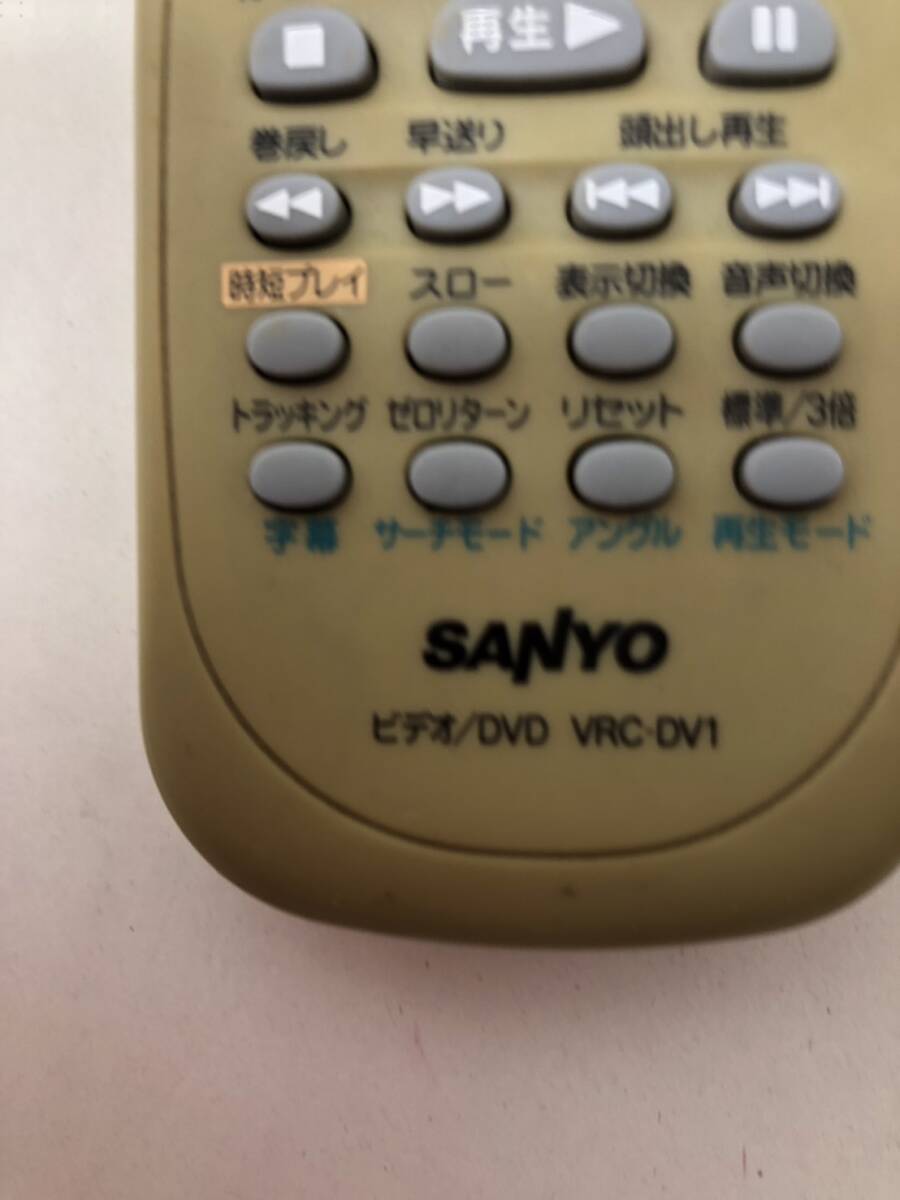 再生
巻戻し 早送り 頭出し再生
時短プレイ スロー 表示切換 音声切換
トラッキング ゼロリターン リセット 標準/3倍
字幕 サーチモード アングル 再生モード
SANYO
ビデオ/DVD VRC-DV1